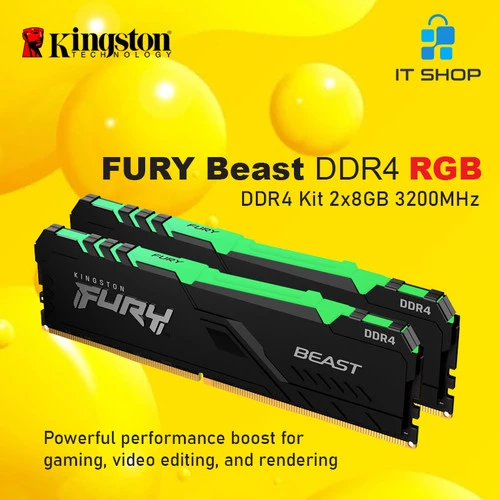 Kingston
TECHNOLOGY
IT SHOP
FURY Beast DDR4 RGB
DDR4 Kit 2x8GB 3200MHz
FURY
DDR4
FURY
KINGSTON
FURY
DDR4
BEAST
Powerful performance boost for
gaming, video editing, and rendering